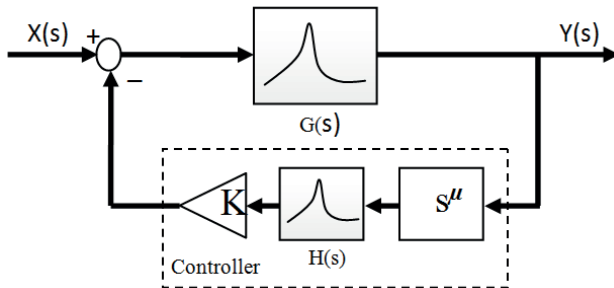 X(s) + Y(s)
−
G(s)
K S^μ
H(s)
Controller